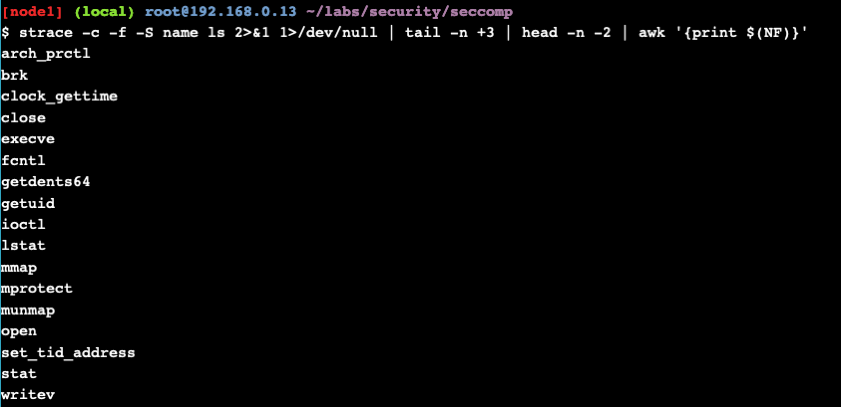 [node1] (local) root@192.168.0.13 ~/labs/security/seccomp
$ strace -c -f -S name ls 2>&1 1>/dev/null | tail -n +3 | head -n -2 | awk '{print $(NF)}'
arch_prctl
brk
clock_gettime
close
execve
fcntl
getdents64
getuid
ioctl
lstat
mmap
mprotect
munmap
open
set_tid_address
stat
writev